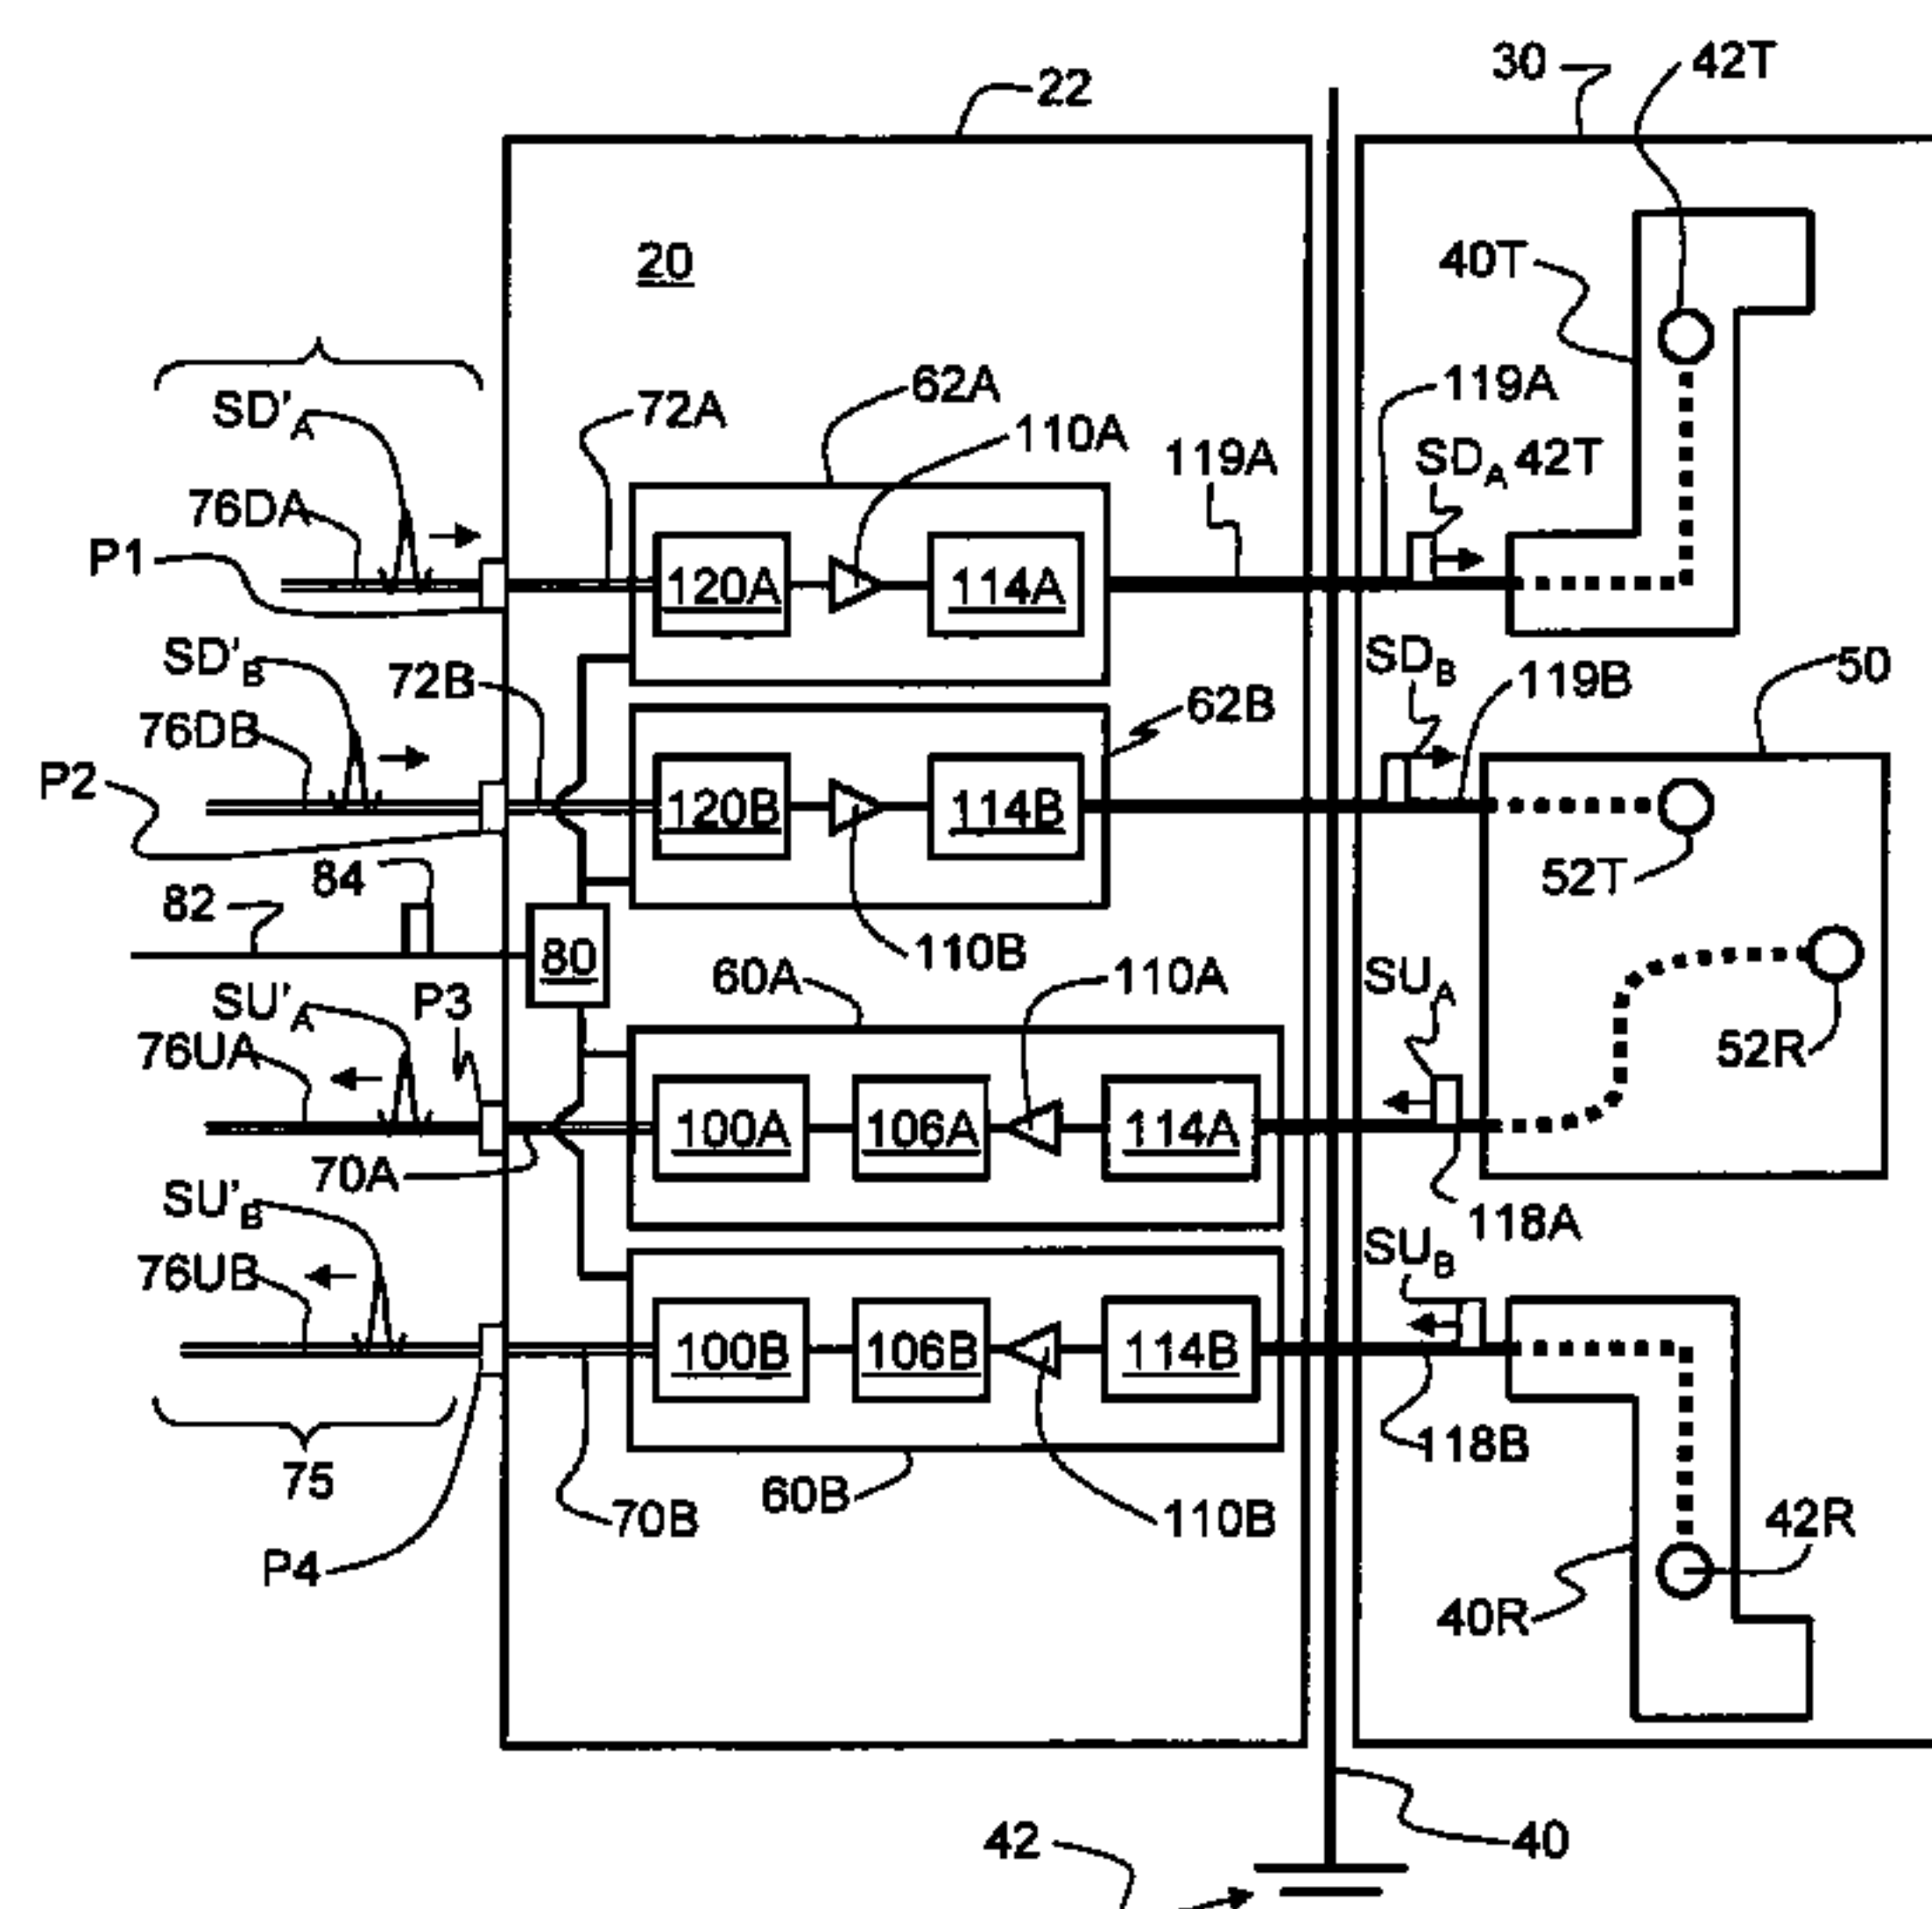 30
42T
22
20
40T
SD'A
62A
72A
110A
119A
119A
SDA 42T
76DA
P1
120A
114A
SD'B
72B
SDB
119B
50
76DB
62B
P2
120B
114B
52T
84
82
80
110B
SU'A
P3
60A
110A
SUA
52R
76UA
100A
106A
114A
70A
118A
SU'B
SUB
76UB
100B
106B
114B
118B
75
60B
70B
110B
42R
P4
40R
42
40